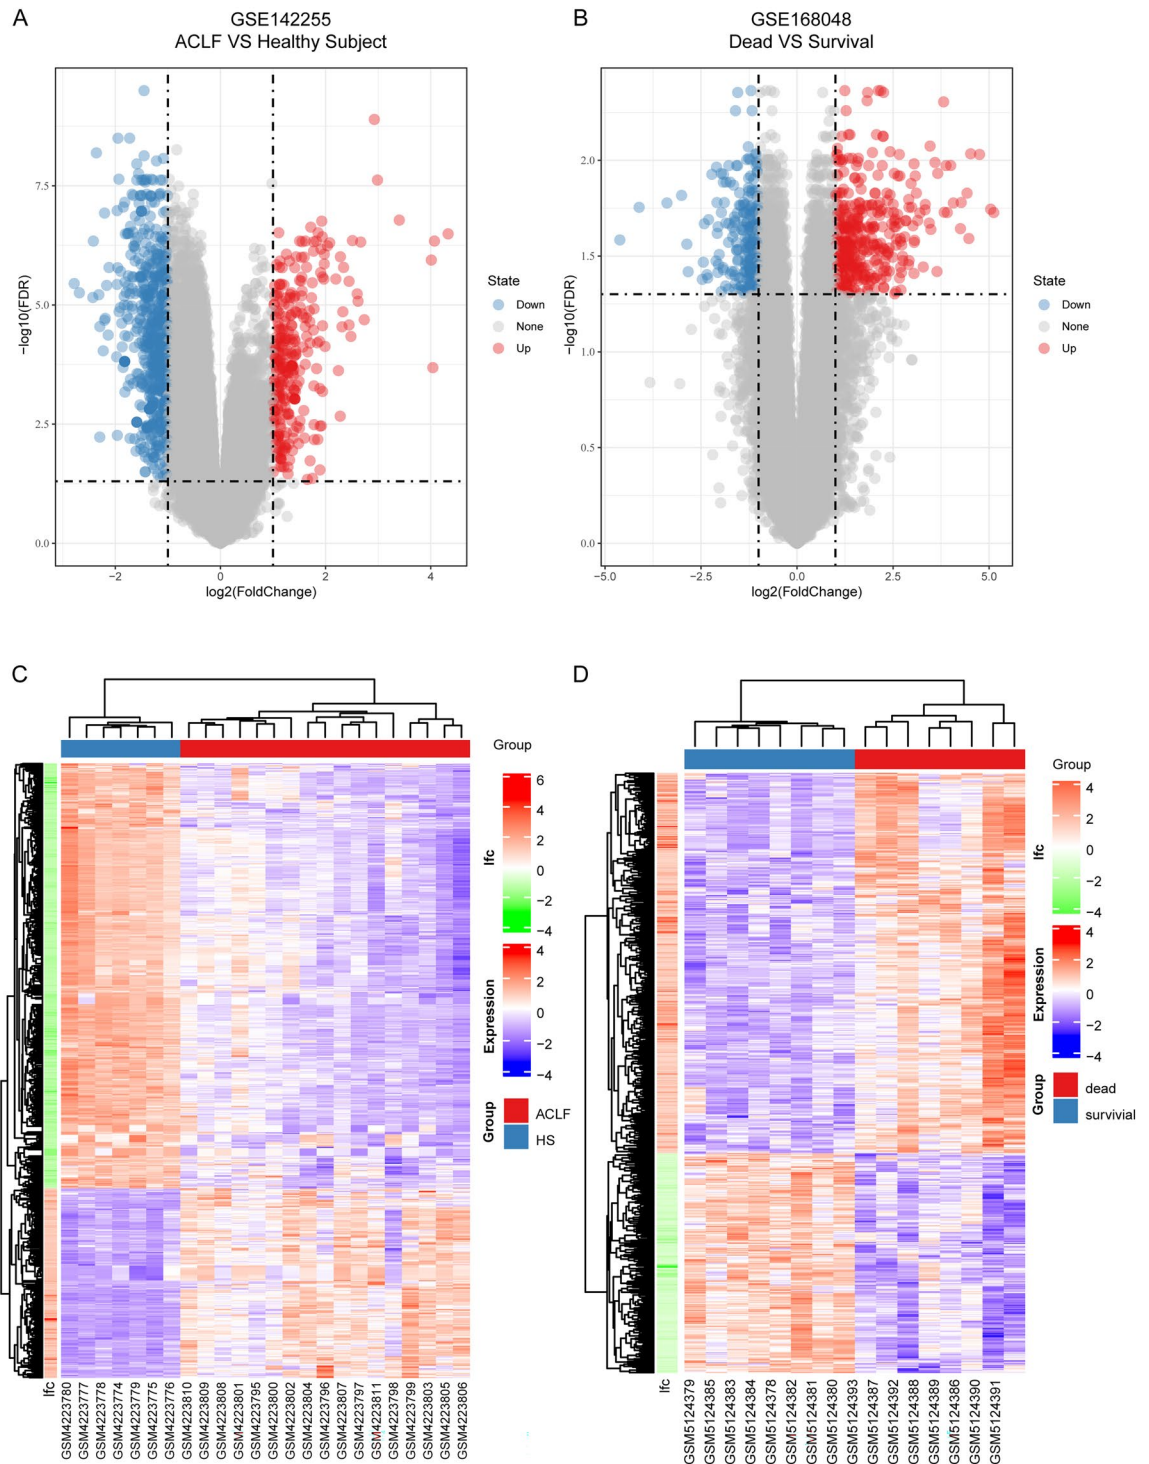 A
GSE142255
ACLF VS Healthy Subject
−log10(FDR)
7.5
5.0
2.5
0.0
−2
0
2
4
log2(FoldChange)
State
Down
None
Up
B
GSE168048
Dead VS Survival
−log10(FDR)
2.0
1.5
1.0
0.5
0.0
−5.0
−2.5
0.0
2.5
5.0
log2(FoldChange)
State
Down
None
Up
C
Group
lfc
6
4
2
0
−2
−4
Expression
4
2
0
−2
−4
Group
ACLF
HS
lfc
GSM4223780
GSM4223777
GSM4223778
GSM4223774
GSM4223779
GSM4223775
GSM4223776
GSM4223810
GSM4223809
GSM4223808
GSM4223801
GSM4223795
GSM4223800
GSM4223802
GSM4223804
GSM4223796
GSM4223807
GSM4223797
GSM4223811
GSM4223798
GSM4223799
GSM4223803
GSM4223805
GSM4223806
D
Group
lfc
4
2
0
−2
−4
Expression
4
2
0
−2
−4
Group
dead
survivial
lfc
GSM5124379
GSM5124385
GSM5124383
GSM5124384
GSM5124378
GSM5124382
GSM5124381
GSM5124380
GSM5124393
GSM5124387
GSM5124392
GSM5124388
GSM5124389
GSM5124386
GSM5124390
GSM5124391